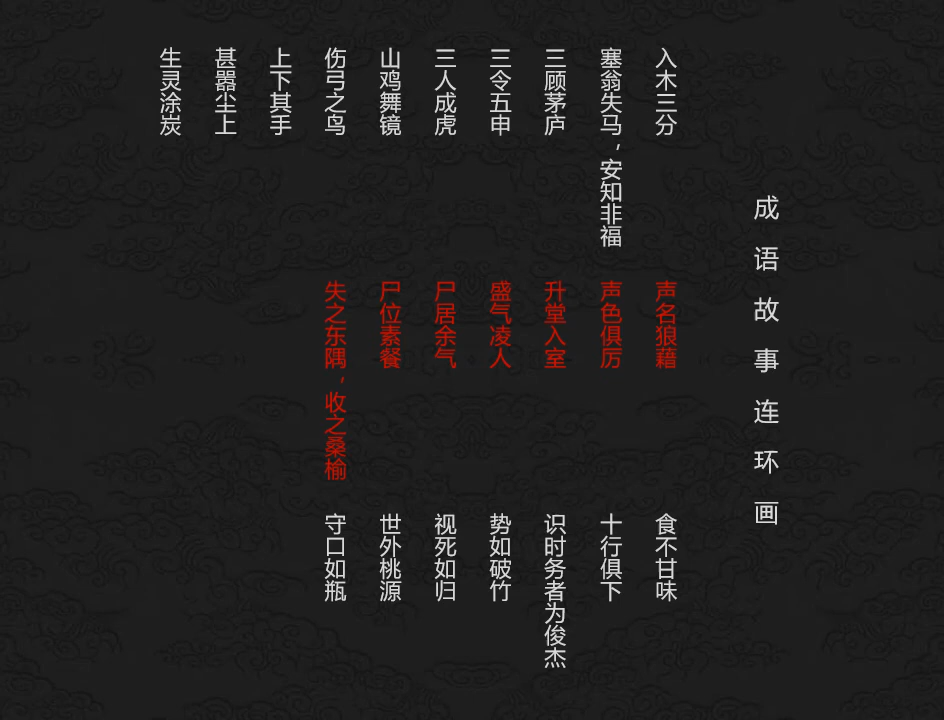 成语故事连环画
入木三分
塞翁失马，安知非福
三顾茅庐
三令五申
三人成虎
山鸡舞镜
伤弓之鸟
上下其手
甚嚣尘上
生灵涂炭
声名狼藉
声色俱厉
升堂入室
盛气凌人
尸居余气
尸位素餐
失之东隅，收之桑榆
食不甘味
十行俱下
识时务者为俊杰
势如破竹
视死如归
世外桃源
守口如瓶